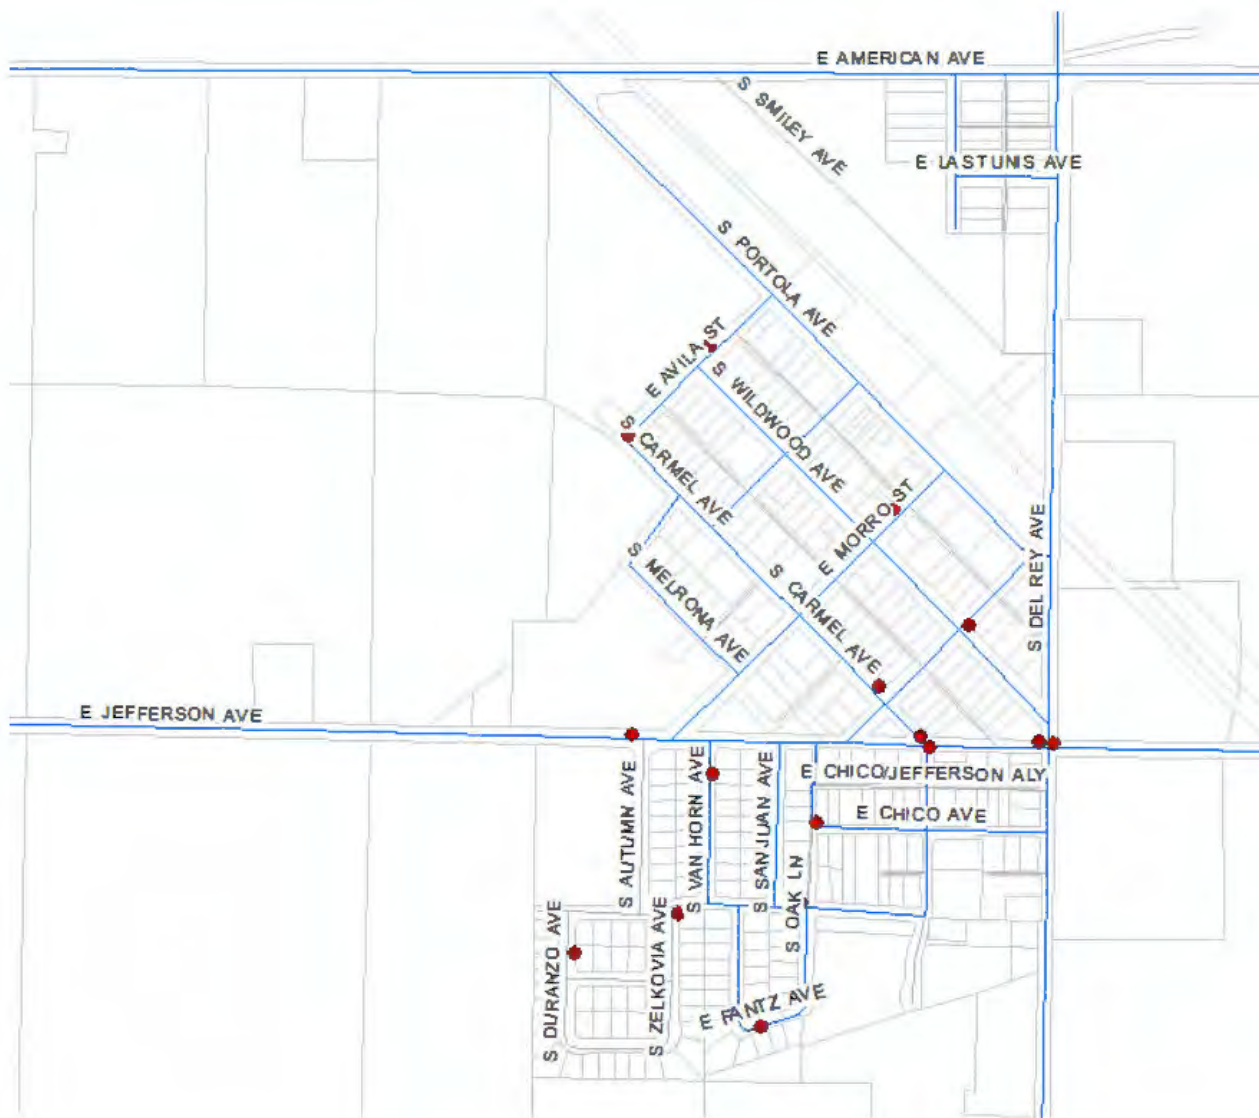 E AMERICAN AVE
S SMILEY AVE
E LASTUNIS AVE
S PORTOLA AVE
E AVILA ST
S WILDWOOD AVE
S CARMEL AVE
E MORRO ST
S DEL REY AVE
S MELRONA AVE
S CARMEL AVE
E JEFFERSON AVE
E CHICO/JEFFERSON ALY
E CHICO AVE
S AUTUMN AVE
S VAN HORN AVE
S SAN JUAN AVE
S OAK LN
S DURANZO AVE
S ZELKOVIA AVE
E FANTZ AVE